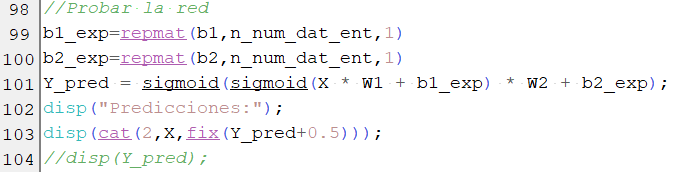 98 //Probar la red
99 b1_exp=repmat(b1,n_num_dat_ent,1)
100 b2_exp=repmat(b2,n_num_dat_ent,1)
101 Y_pred = sigmoid(sigmoid(X * W1 + b1_exp) * W2 + b2_exp);
102 disp("Predicciones:");
103 disp(cat(2,X,fix(Y_pred+0.5)));
104 //disp(Y_pred);